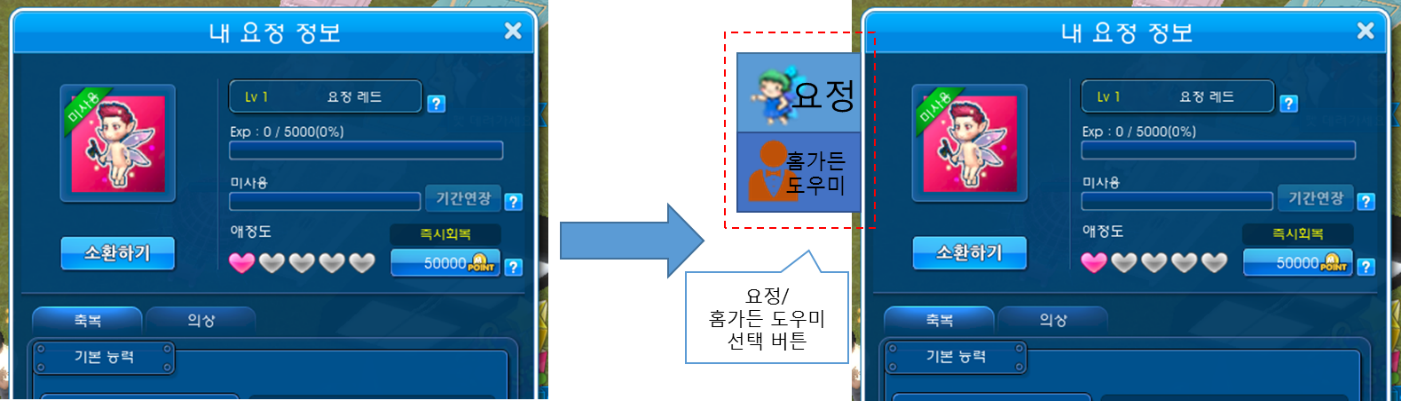 내 요정 정보
미사용
Lv 1 요정 레드
?
Exp : 0 / 5000(0%)
미사용
기간연장
?
애정도
즉시회복
소환하기
50000 M POINT
?
축복
의상
기본 능력
요정
홈가든
도우미
요정/
홈가든 도우미
선택 버튼
내 요정 정보
미사용
Lv 1 요정 레드
?
Exp : 0 / 5000(0%)
미사용
기간연장
?
애정도
즉시회복
소환하기
50000 M POINT
?
축복
의상
기본 능력